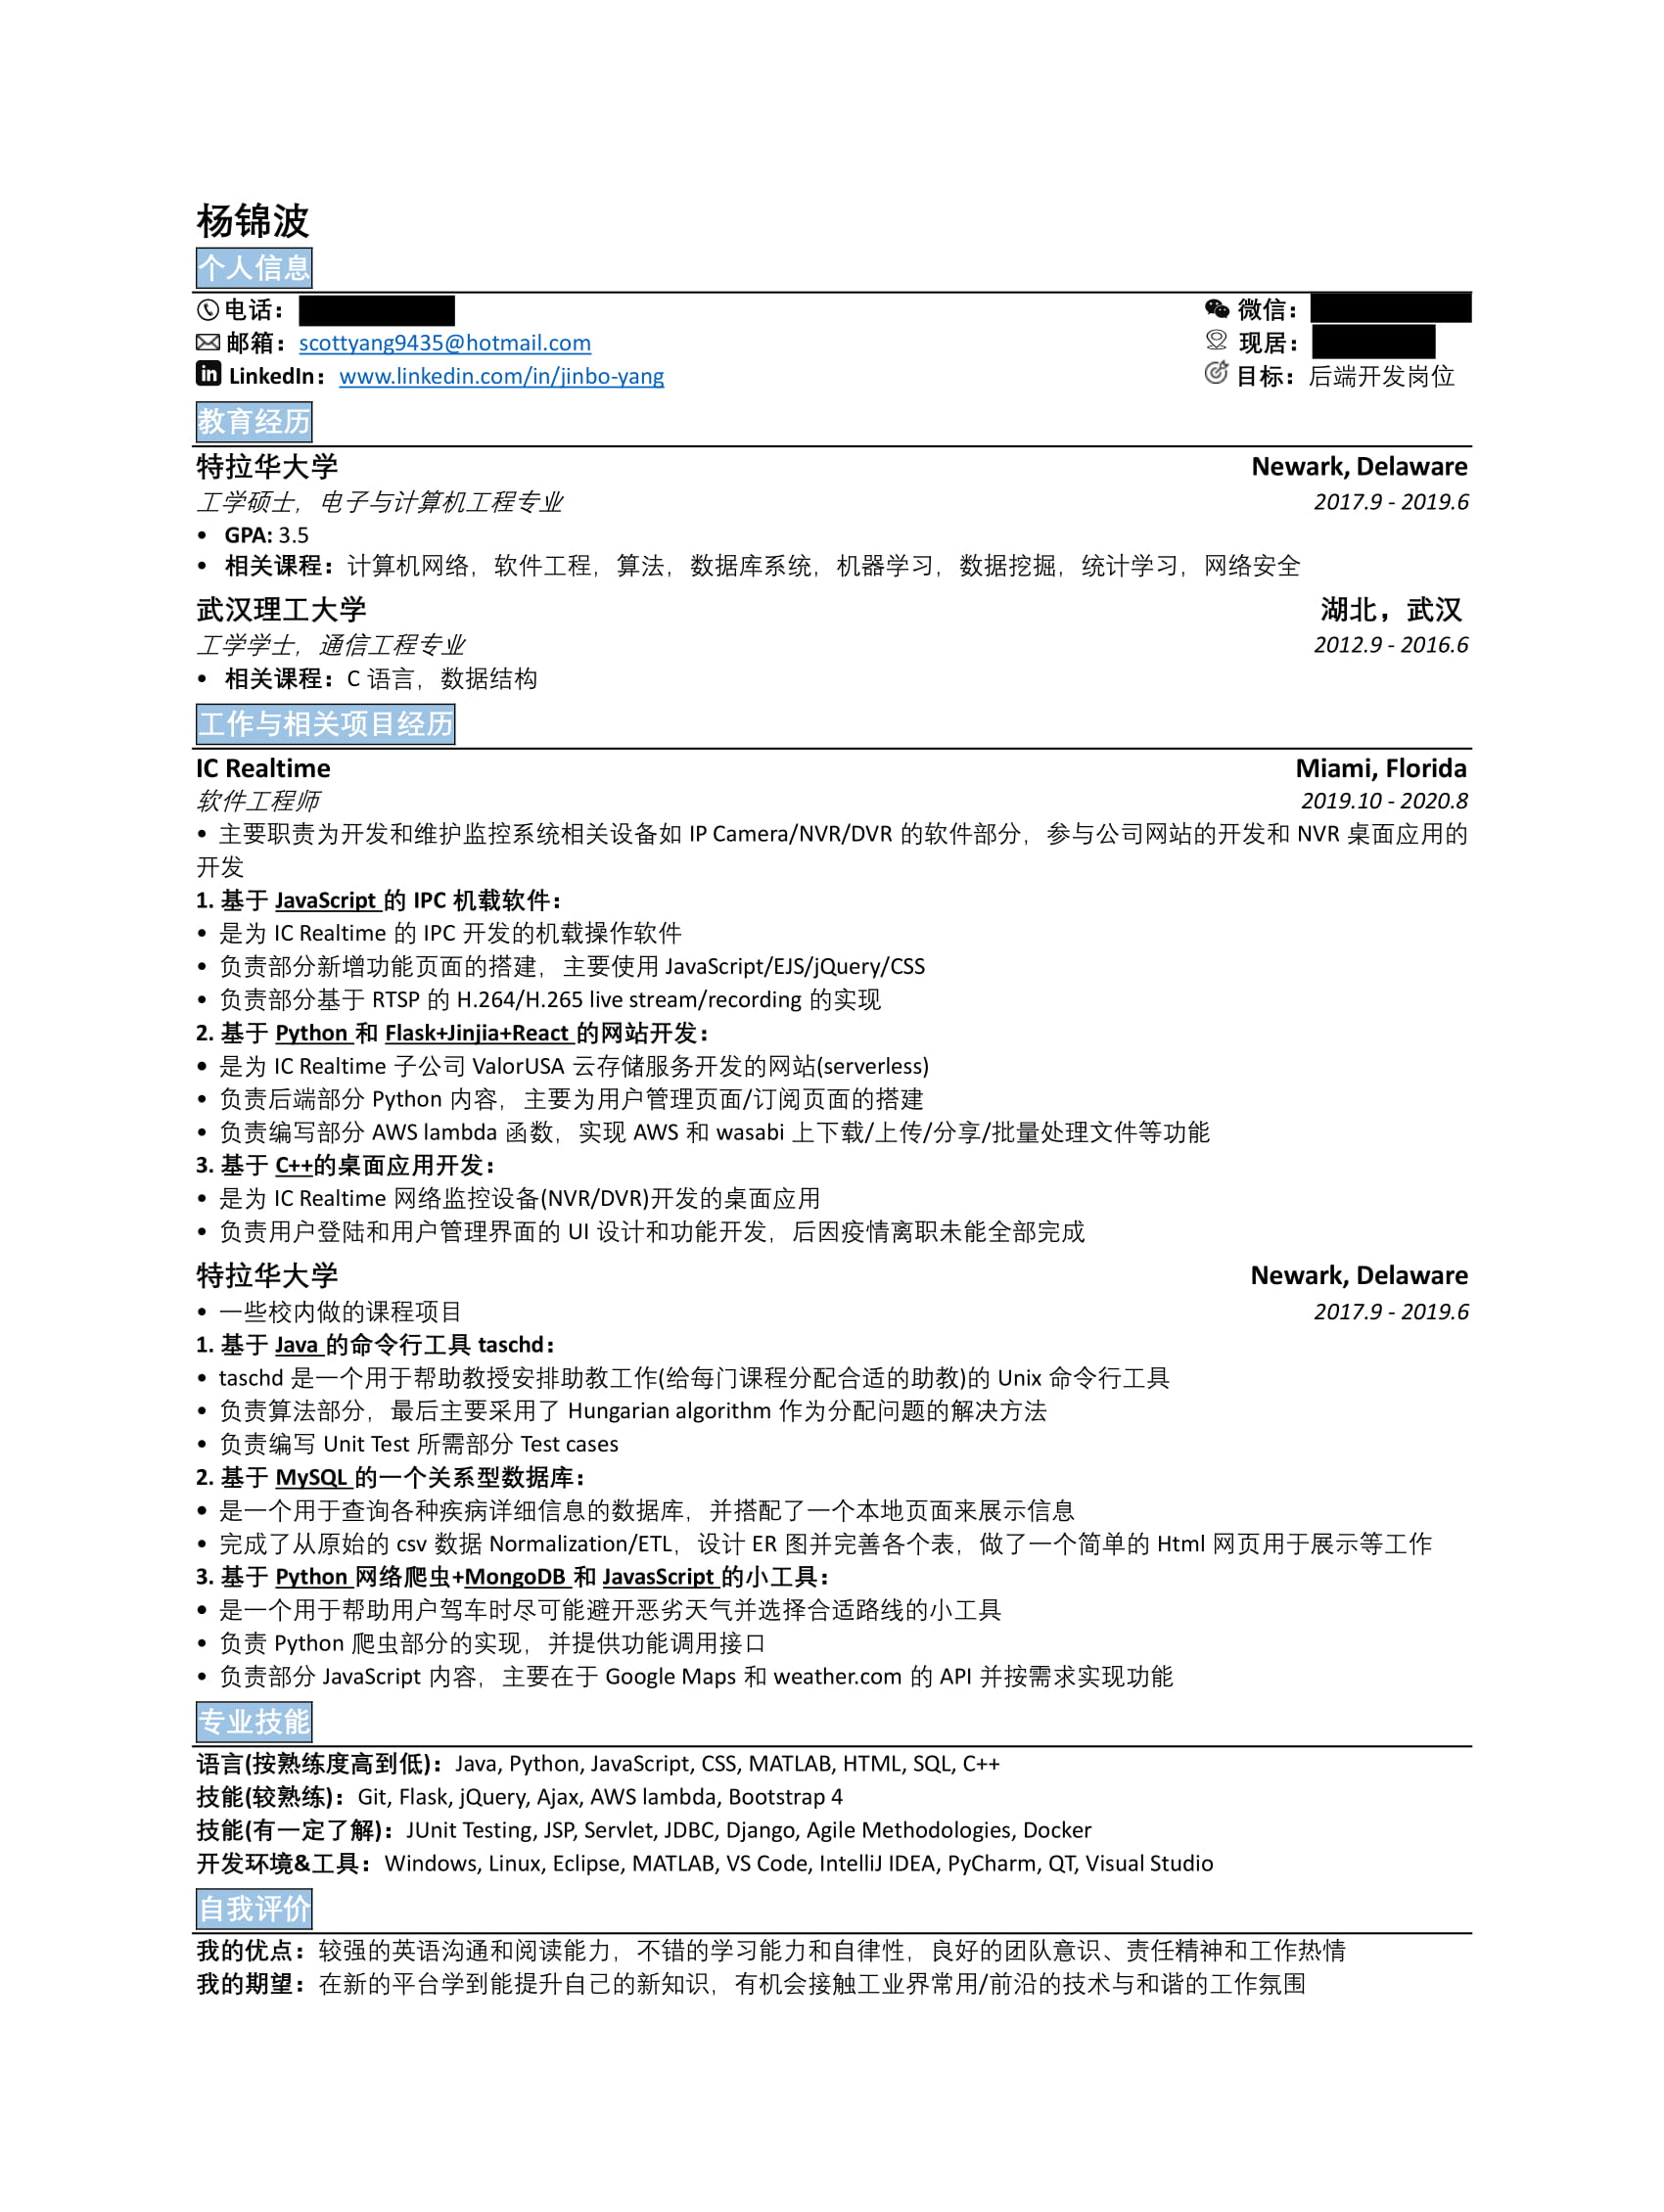 杨锦波
个人信息
电话：
微信：
邮箱：scottyang9435@hotmail.com
现居：
LinkedIn：www.linkedin.com/in/jinbo-yang
目标：后端开发岗位
教育经历
特拉华大学 Newark, Delaware
工学硕士，电子与计算机工程专业 2017.9 - 2019.6
• GPA: 3.5
• 相关课程：计算机网络，软件工程，算法，数据库系统，机器学习，数据挖掘，统计学习，网络安全
武汉理工大学 湖北，武汉
工学学士，通信工程专业 2012.9 - 2016.6
• 相关课程：C 语言，数据结构
工作与相关项目经历
IC Realtime Miami, Florida
软件工程师 2019.10 - 2020.8
• 主要职责为开发和维护监控系统相关设备如 IP Camera/NVR/DVR 的软件部分，参与公司网站的开发和 NVR 桌面应用的
开发
1. 基于 JavaScript 的 IPC 机载软件：
• 是为 IC Realtime 的 IPC 开发的机载操作软件
• 负责部分新增功能页面的搭建，主要使用 JavaScript/EJS/jQuery/CSS
• 负责部分基于 RTSP 的 H.264/H.265 live stream/recording 的实现
2. 基于 Python 和 Flask+Jinjia+React 的网站开发：
• 是为 IC Realtime 子公司 ValorUSA 云存储服务开发的网站(serverless)
• 负责后端部分 Python 内容，主要为用户管理页面/订阅页面的搭建
• 负责编写部分 AWS lambda 函数，实现 AWS 和 wasabi 上下载/上传/分享/批量处理文件等功能
3. 基于 C++的桌面应用开发：
• 是为 IC Realtime 网络监控设备(NVR/DVR)开发的桌面应用
• 负责用户登陆和用户管理界面的 UI 设计和功能开发，后因疫情离职未能全部完成
特拉华大学 Newark, Delaware
• 一些校内做的课程项目 2017.9 - 2019.6
1. 基于 Java 的命令行工具 taschd：
• taschd 是一个用于帮助教授安排助教工作(给每门课程分配合适的助教)的 Unix 命令行工具
• 负责算法部分，最后主要采用了 Hungarian algorithm 作为分配问题的解决方法
• 负责编写 Unit Test 所需部分 Test cases
2. 基于 MySQL 的一个关系型数据库：
• 是一个用于查询各种疾病详细信息的数据库，并搭配了一个本地页面来展示信息
• 完成了从原始的 csv 数据 Normalization/ETL，设计 ER 图并完善各个表，做了一个简单的 Html 网页用于展示等工作
3. 基于 Python 网络爬虫+MongoDB 和 JavasScript 的小工具：
• 是一个用于帮助用户驾车时尽可能避开恶劣天气并选择合适路线的小工具
• 负责 Python 爬虫部分的实现，并提供功能调用接口
• 负责部分 JavaScript 内容，主要在于 Google Maps 和 weather.com 的 API 并按需求实现功能
专业技能
语言(按熟练度高到低)：Java, Python, JavaScript, CSS, MATLAB, HTML, SQL, C++
技能(较熟练)：Git, Flask, jQuery, Ajax, AWS lambda, Bootstrap 4
技能(有一定了解)：JUnit Testing, JSP, Servlet, JDBC, Django, Agile Methodologies, Docker
开发环境&工具：Windows, Linux, Eclipse, MATLAB, VS Code, IntelliJ IDEA, PyCharm, QT, Visual Studio
自我评价
我的优点：较强的英语沟通和阅读能力，不错的学习能力和自律性，良好的团队意识、责任精神和工作热情
我的期望：在新的平台学到能提升自己的新知识，有机会接触工业界常用/前沿的技术与和谐的工作氛围